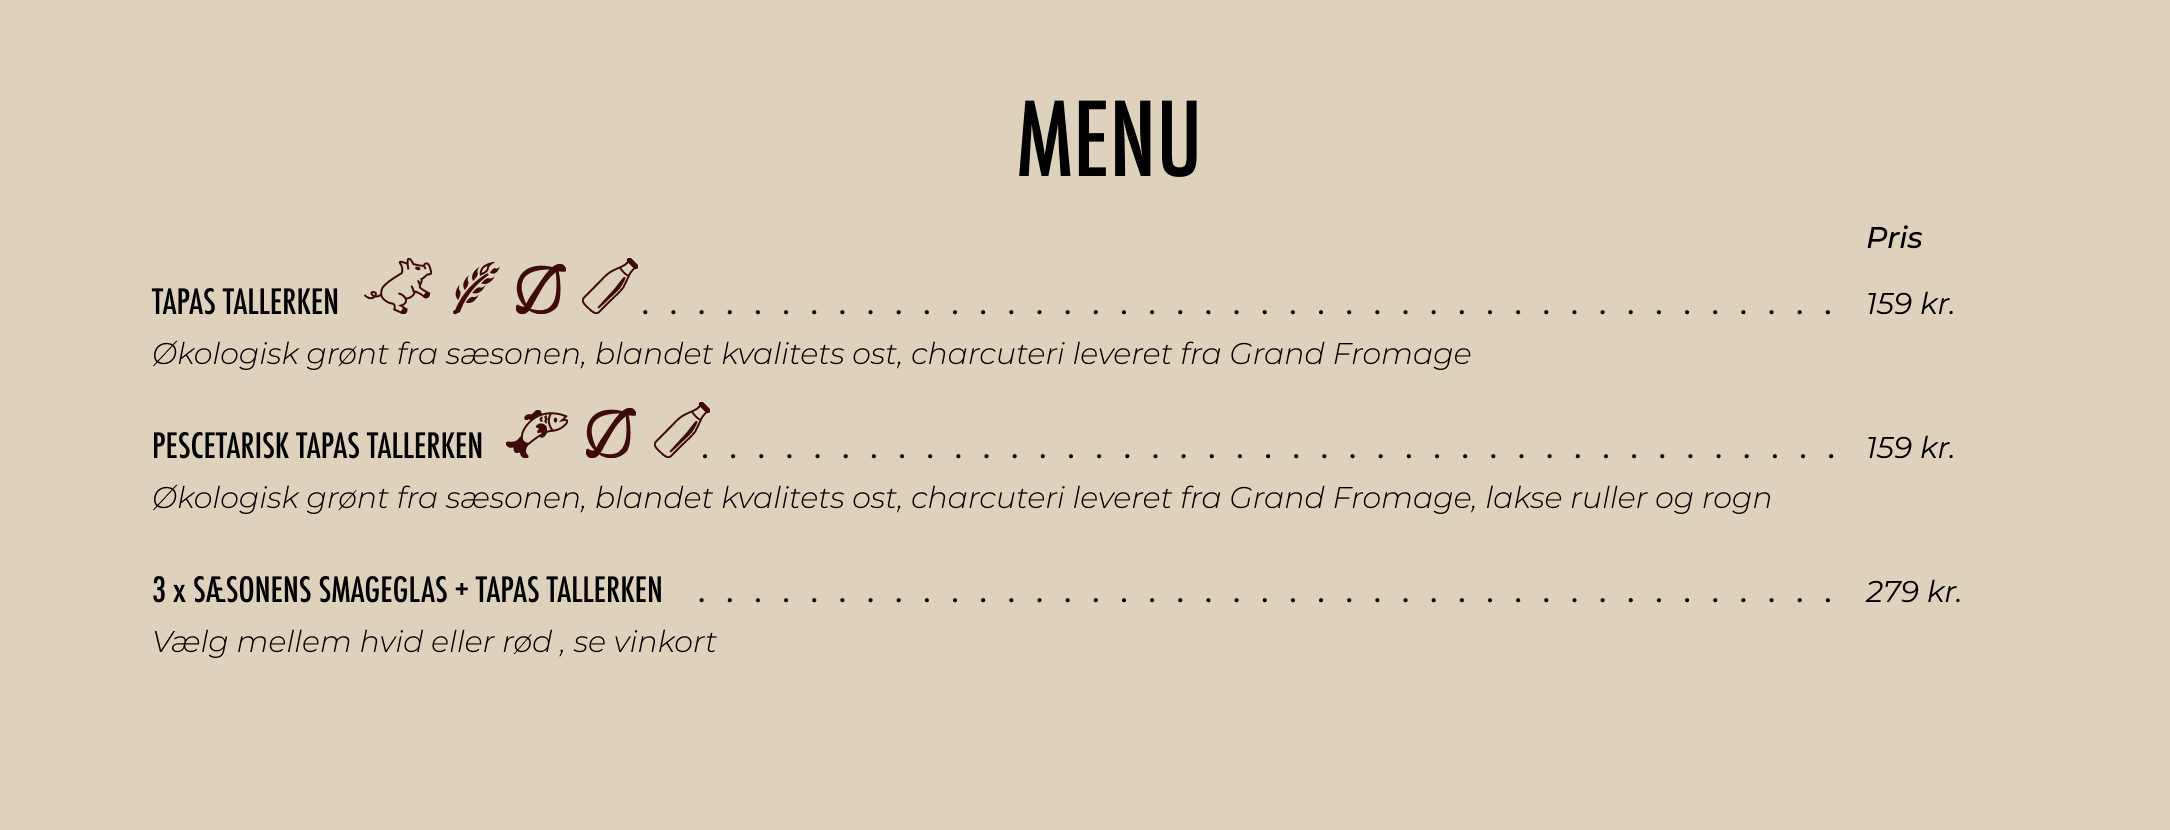 MENU
Pris
TAPAS TALLERKEN Ø . . . . . . . . . . . . . . . . . . . . . . . . . . . . . . . . . . . . . . . . . . . 159 kr.
Økologisk grønt fra sæsonen, blandet kvalitets ost, charcuteri leveret fra Grand Fromage
PESCETARISK TAPAS TALLERKEN Ø . . . . . . . . . . . . . . . . . . . . . . . . . . . . . . . . . . . . . . . . . 159 kr.
Økologisk grønt fra sæsonen, blandet kvalitets ost, charcuteri leveret fra Grand Fromage, lakse ruller og rogn
3 x SÆSONENS SMAGEGLAS + TAPAS TALLERKEN . . . . . . . . . . . . . . . . . . . . . . . . . . . . . . . . . . . . . . . . . 279 kr.
Vælg mellem hvid eller rød , se vinkort